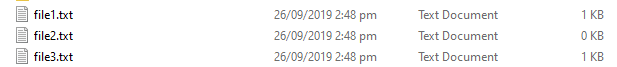 file1.txt 26/09/2019 2:48 pm Text Document 1 KB
file2.txt 26/09/2019 2:48 pm Text Document 0 KB
file3.txt 26/09/2019 2:48 pm Text Document 1 KB